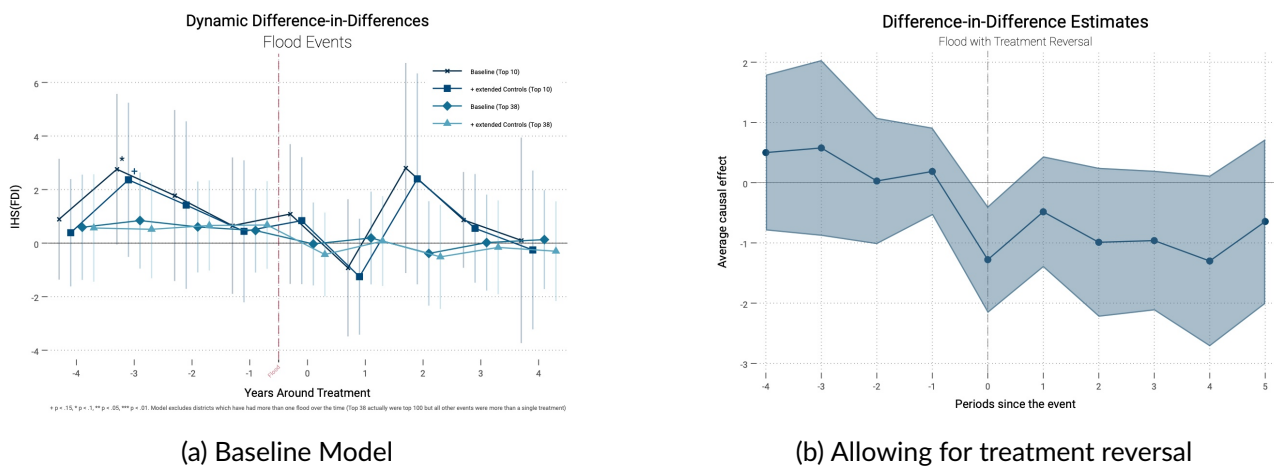 Dynamic Difference-in-Differences
Flood Events
IHS(FDI)
6
4
2
0
-2
-4
Baseline (Top 10)
+ extended Controls (Top 10)
Baseline (Top 38)
+ extended Controls (Top 38)
*
+
-4 -3 -2 -1 0 1 2 3 4
Flood
Years Around Treatment
+ p < .15, * p < .1, ** p < .05, *** p < .01. Model excludes districts which have had more than one flood over the time (Top 38 actually were top 100 but all other events were more than a single treatment)
(a) Baseline Model
Difference-in-Difference Estimates
Flood with Treatment Reversal
Average causal effect
2
1
0
-1
-2
-3
-4 -3 -2 -1 0 1 2 3 4 5
Periods since the event
(b) Allowing for treatment reversal